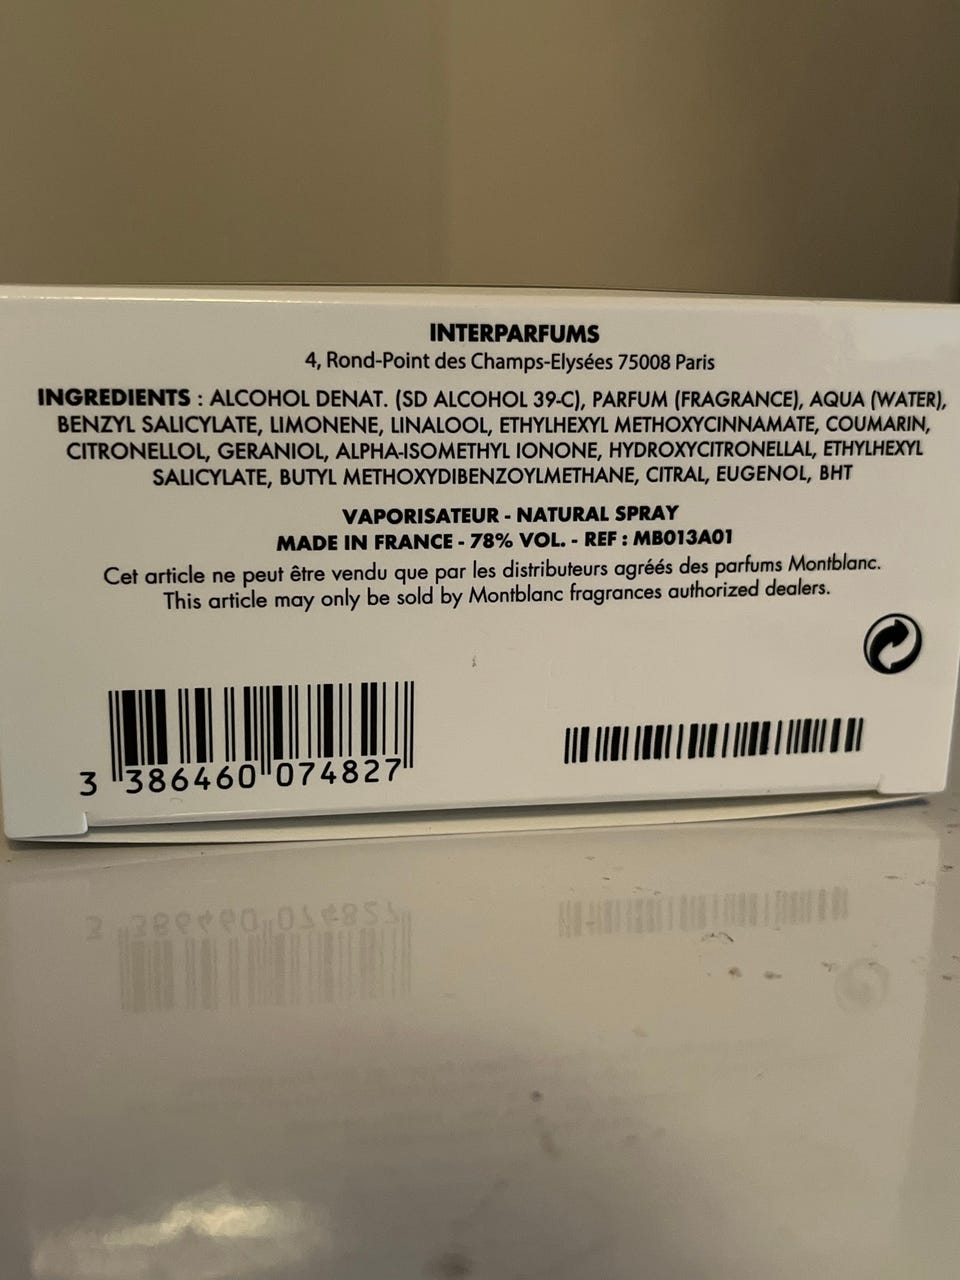 INTERPARFUMS
4, Rond-Point des Champs-Elysées 75008 Paris
INGREDIENTS : ALCOHOL DENAT. (SD ALCOHOL 39-C), PARFUM (FRAGRANCE), AQUA (WATER),
BENZYL SALICYLATE, LIMONENE, LINALOOL, ETHYLHEXYL METHOXYCINNAMATE, COUMARIN,
CITRONELLOL, GERANIOL, ALPHA-ISOMETHYL IONONE, HYDROXYCITRONELLAL, ETHYLHEXYL
SALICYLATE, BUTYL METHOXYDIBENZOYLMETHANE, CITRAL, EUGENOL, BHT
VAPORISATEUR - NATURAL SPRAY
MADE IN FRANCE - 78% VOL. - REF : MB013A01
Cet article ne peut être vendu que par les distributeurs agréés des parfums Montblanc.
This article may only be sold by Montblanc fragrances authorized dealers.
3 386460 074827